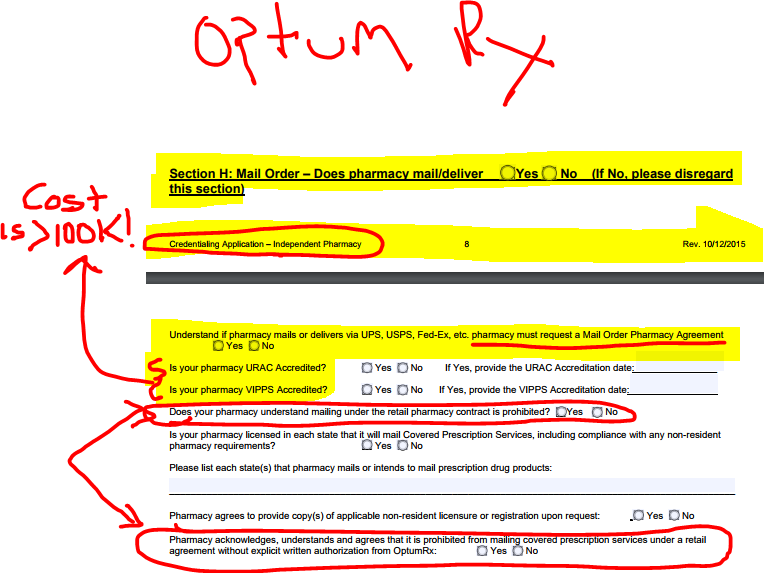 Optum Rx
Section H: Mail Order – Does pharmacy mail/deliver Yes No (If No, please disregard
this section)
Cost
is >100K!
Credentialing Application – Independent Pharmacy 8 Rev. 10/12/2015
Understand if pharmacy mails or delivers via UPS, USPS, Fed-Ex, etc. pharmacy must request a Mail Order Pharmacy Agreement
Yes No
Is your pharmacy URAC Accredited? Yes No If Yes, provide the URAC Accreditation date:
Is your pharmacy VIPPS Accredited? Yes No If Yes, provide the VIPPS Accreditation date:
Does your pharmacy understand mailing under the retail pharmacy contract is prohibited? Yes No
Is your pharmacy licensed in each state that it will mail Covered Prescription Services, including compliance with any non-resident
pharmacy requirements? Yes No
Please list each state(s) that pharmacy mails or intends to mail prescription drug products:
Pharmacy agrees to provide copy(s) of applicable non-resident licensure or registration upon request: Yes No
Pharmacy acknowledges, understands and agrees that it is prohibited from mailing covered prescription services under a retail
agreement without explicit written authorization from OptumRx: Yes No